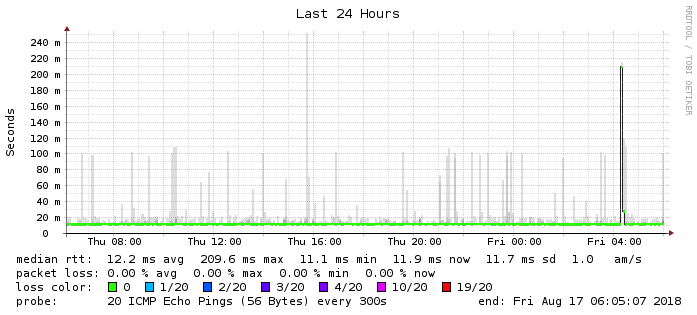 Last 24 Hours
RRDTOOL / TOBI OETIKER
Seconds
240 m
220 m
200 m
180 m
160 m
140 m
120 m
100 m
80 m
60 m
40 m
20 m
0
Thu 08:00 Thu 12:00 Thu 16:00 Thu 20:00 Fri 00:00 Fri 04:00
median rtt: 12.2 ms avg 209.6 ms max 11.1 ms min 11.9 ms now 11.7 ms sd 1.0 am/s
packet loss: 0.00 % avg 0.00 % max 0.00 % min 0.00 % now
loss color: 0 1/20 2/20 3/20 4/20 10/20 19/20
probe: 20 ICMP Echo Pings (56 Bytes) every 300s end: Fri Aug 17 06:05:07 2018